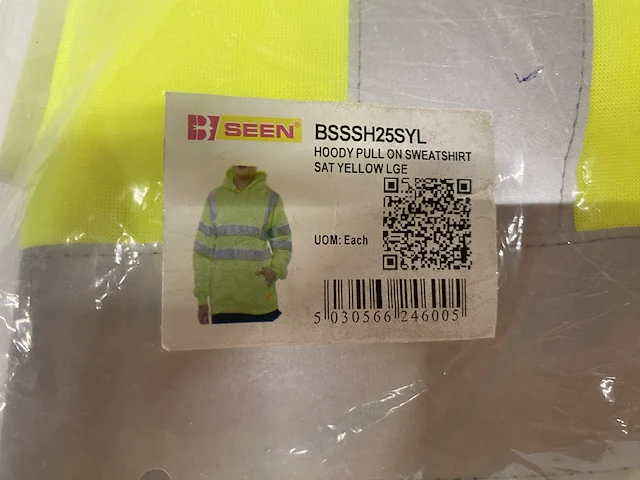 B SEEN®
BSSSH25SYL
HOODY PULL ON SWEATSHIRT
SAT YELLOW LGE
UOM: Each
5 030566 246005